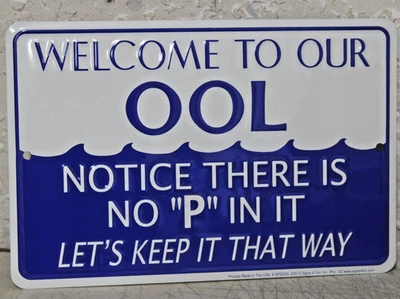 WELCOME TO OUR
OOL
NOTICE THERE IS
NO "P" IN IT
LET'S KEEP IT THAT WAY